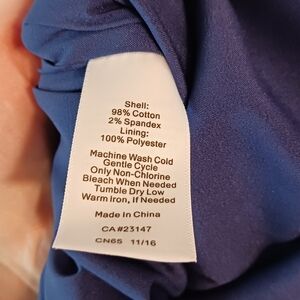 Shell:
98% Cotton
2% Spandex
Lining:
100% Polyester
Machine Wash Cold
Gentle Cycle
Only Non-Chlorine
Bleach When Needed
Tumble Dry Low
Warm Iron, If Needed
Made in China
CA#23147
CN65 11/16